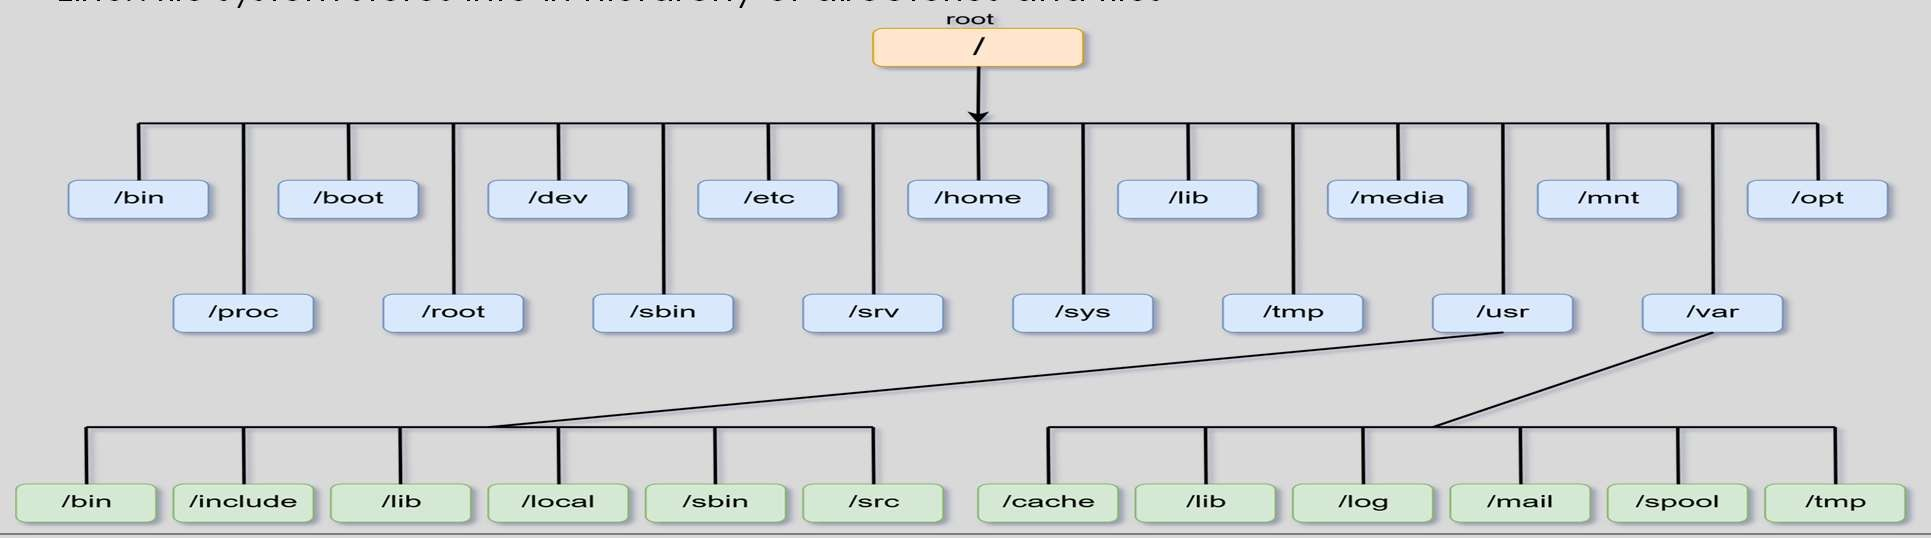 root
/
/bin /boot /dev /etc /home /lib /media /mnt /opt
/proc /root /sbin /srv /sys /tmp /usr /var
/bin /include /lib /local /sbin /src /cache /lib /log /mail /spool /tmp